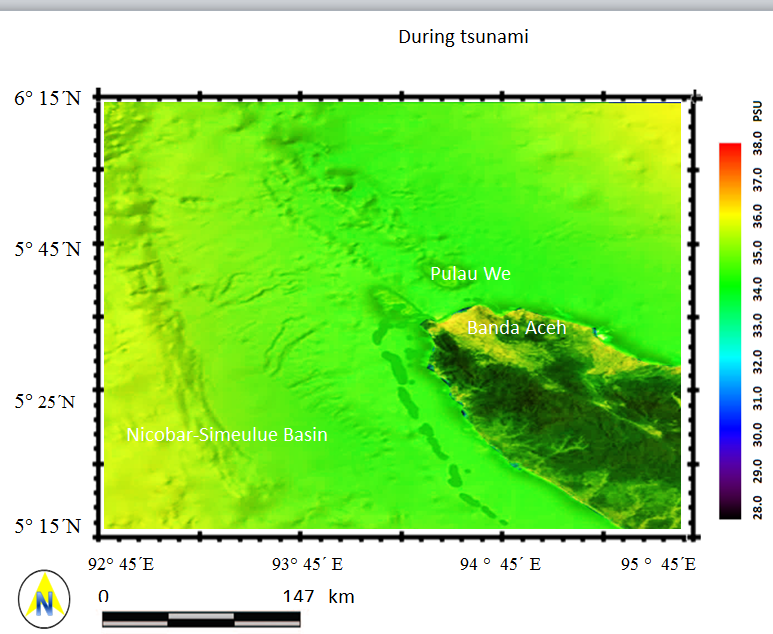 During tsunami
6° 15´N
5° 45´N
5° 25´N
5° 15´N
Pulau We
Banda Aceh
Nicobar-Simeulue Basin
PSU
38.0
37.0
36.0
35.0
34.0
33.0
32.0
31.0
30.0
29.0
28.0
92° 45´E
93° 45´ E
94 ° 45´ E
95 ° 45´E
N
0 147 km